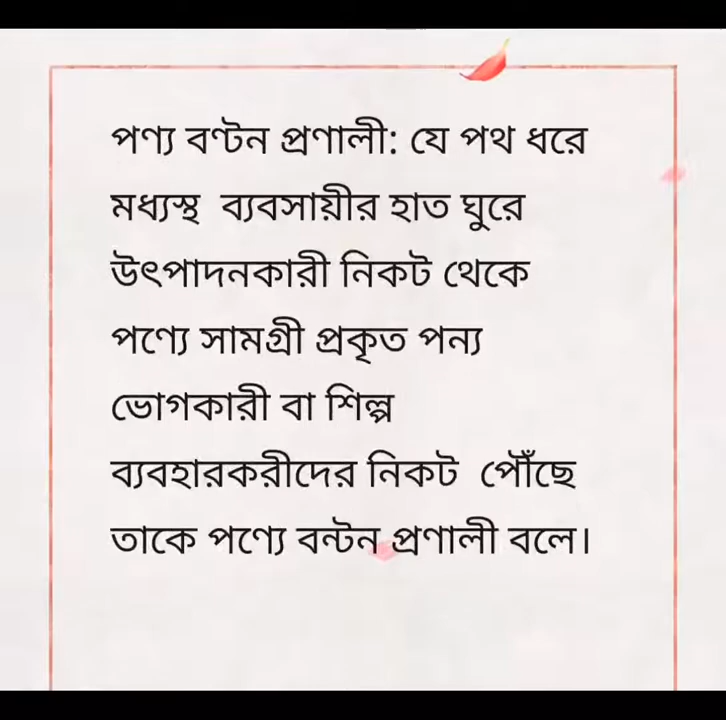 পণ্য বণ্টন প্রণালী: যে পথ ধরে
মধ্যস্থ ব্যবসায়ীর হাত ঘুরে
উৎপাদনকারী নিকট থেকে
পণ্যে সামগ্রী প্রকৃত পন্য
ভোগকারী বা শিল্প
ব্যবহারকরীদের নিকট পৌঁছে
তাকে পণ্যে বন্টন প্রণালী বলে।